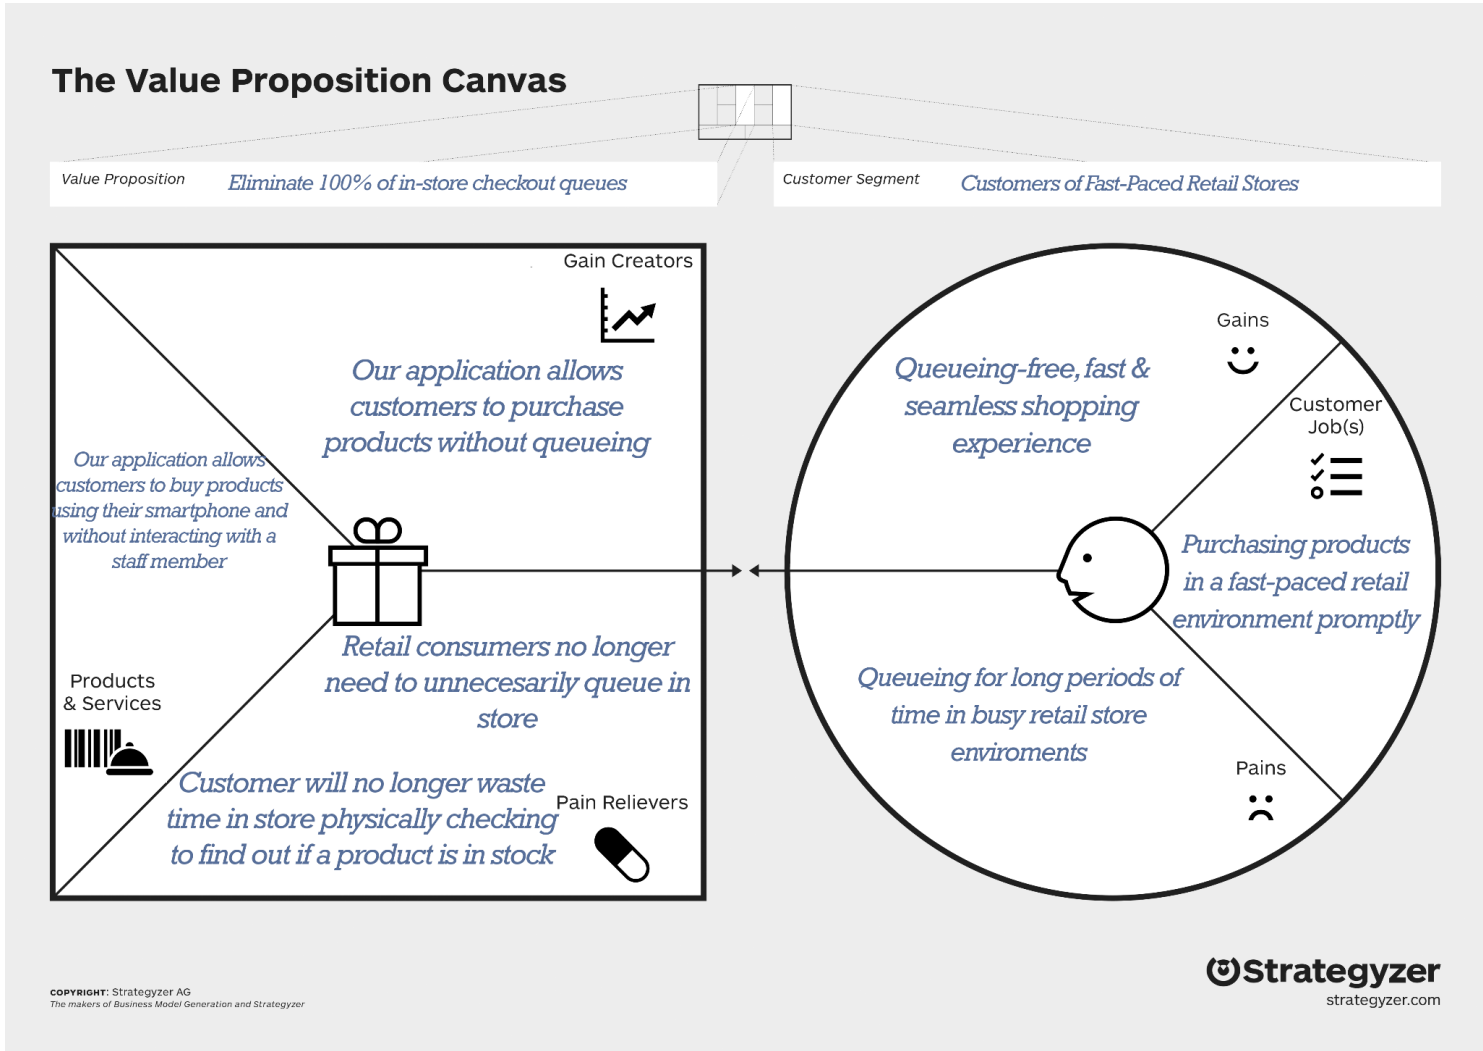 The Value Proposition Canvas
Value Proposition
Eliminate 100% of in-store checkout queues
Customer Segment
Customers of Fast-Paced Retail Stores
Gain Creators
Our application allows
customers to purchase
products without queueing
Our application allows
customers to buy products
using their smartphone and
without interacting with a
staff member
Products
& Services
Retail consumers no longer
need to unnecesarily queue in
store
Customer will no longer waste
time in store physically checking
to find out if a product is in stock
Pain Relievers
Gains
Queueing-free, fast &
seamless shopping
experience
Customer
Job(s)
Purchasing products
in a fast-paced retail
environment promptly
Queueing for long periods of
time in busy retail store
enviroments
Pains
COPYRIGHT: Strategyzer AG
The makers of Business Model Generation and Strategyzer
Strategyzer
strategyzer.com